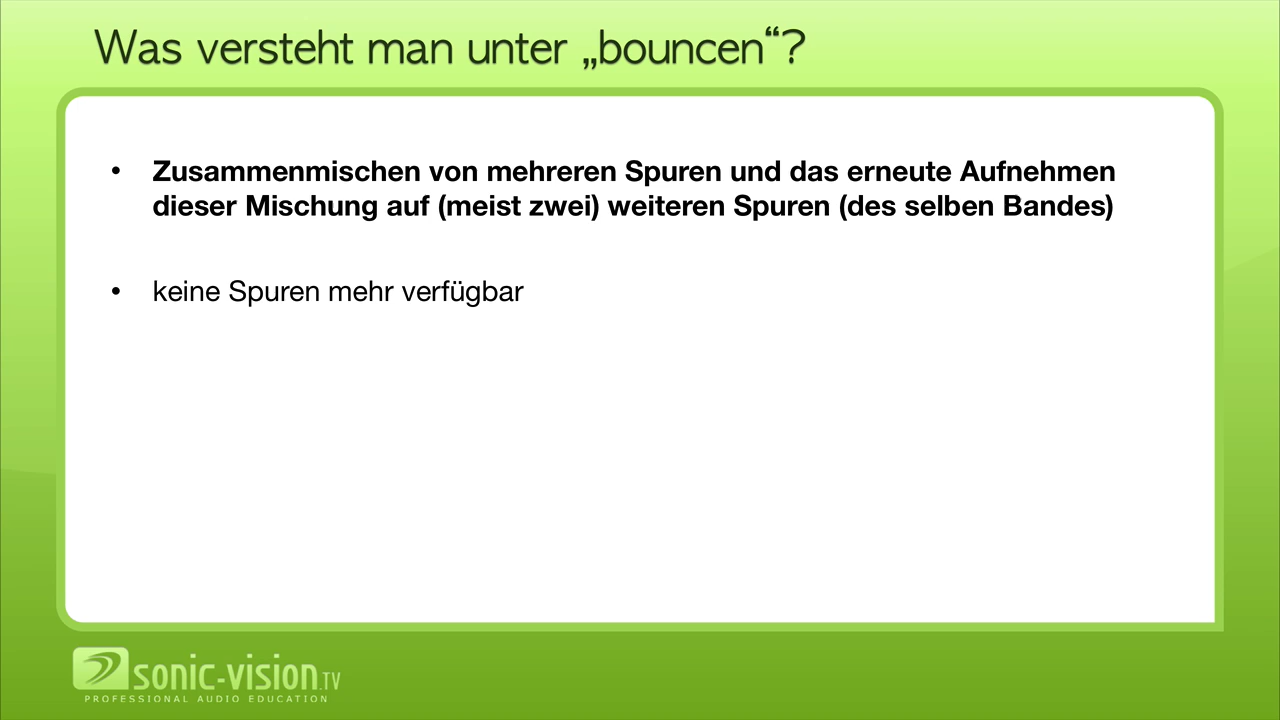 Was versteht man unter „bouncen“?
• Zusammenmischen von mehreren Spuren und das erneute Aufnehmen
dieser Mischung auf (meist zwei) weiteren Spuren (des selben Bandes)
• keine Spuren mehr verfügbar
sonic-vision.TV
PROFESSIONAL AUDIO EDUCATION